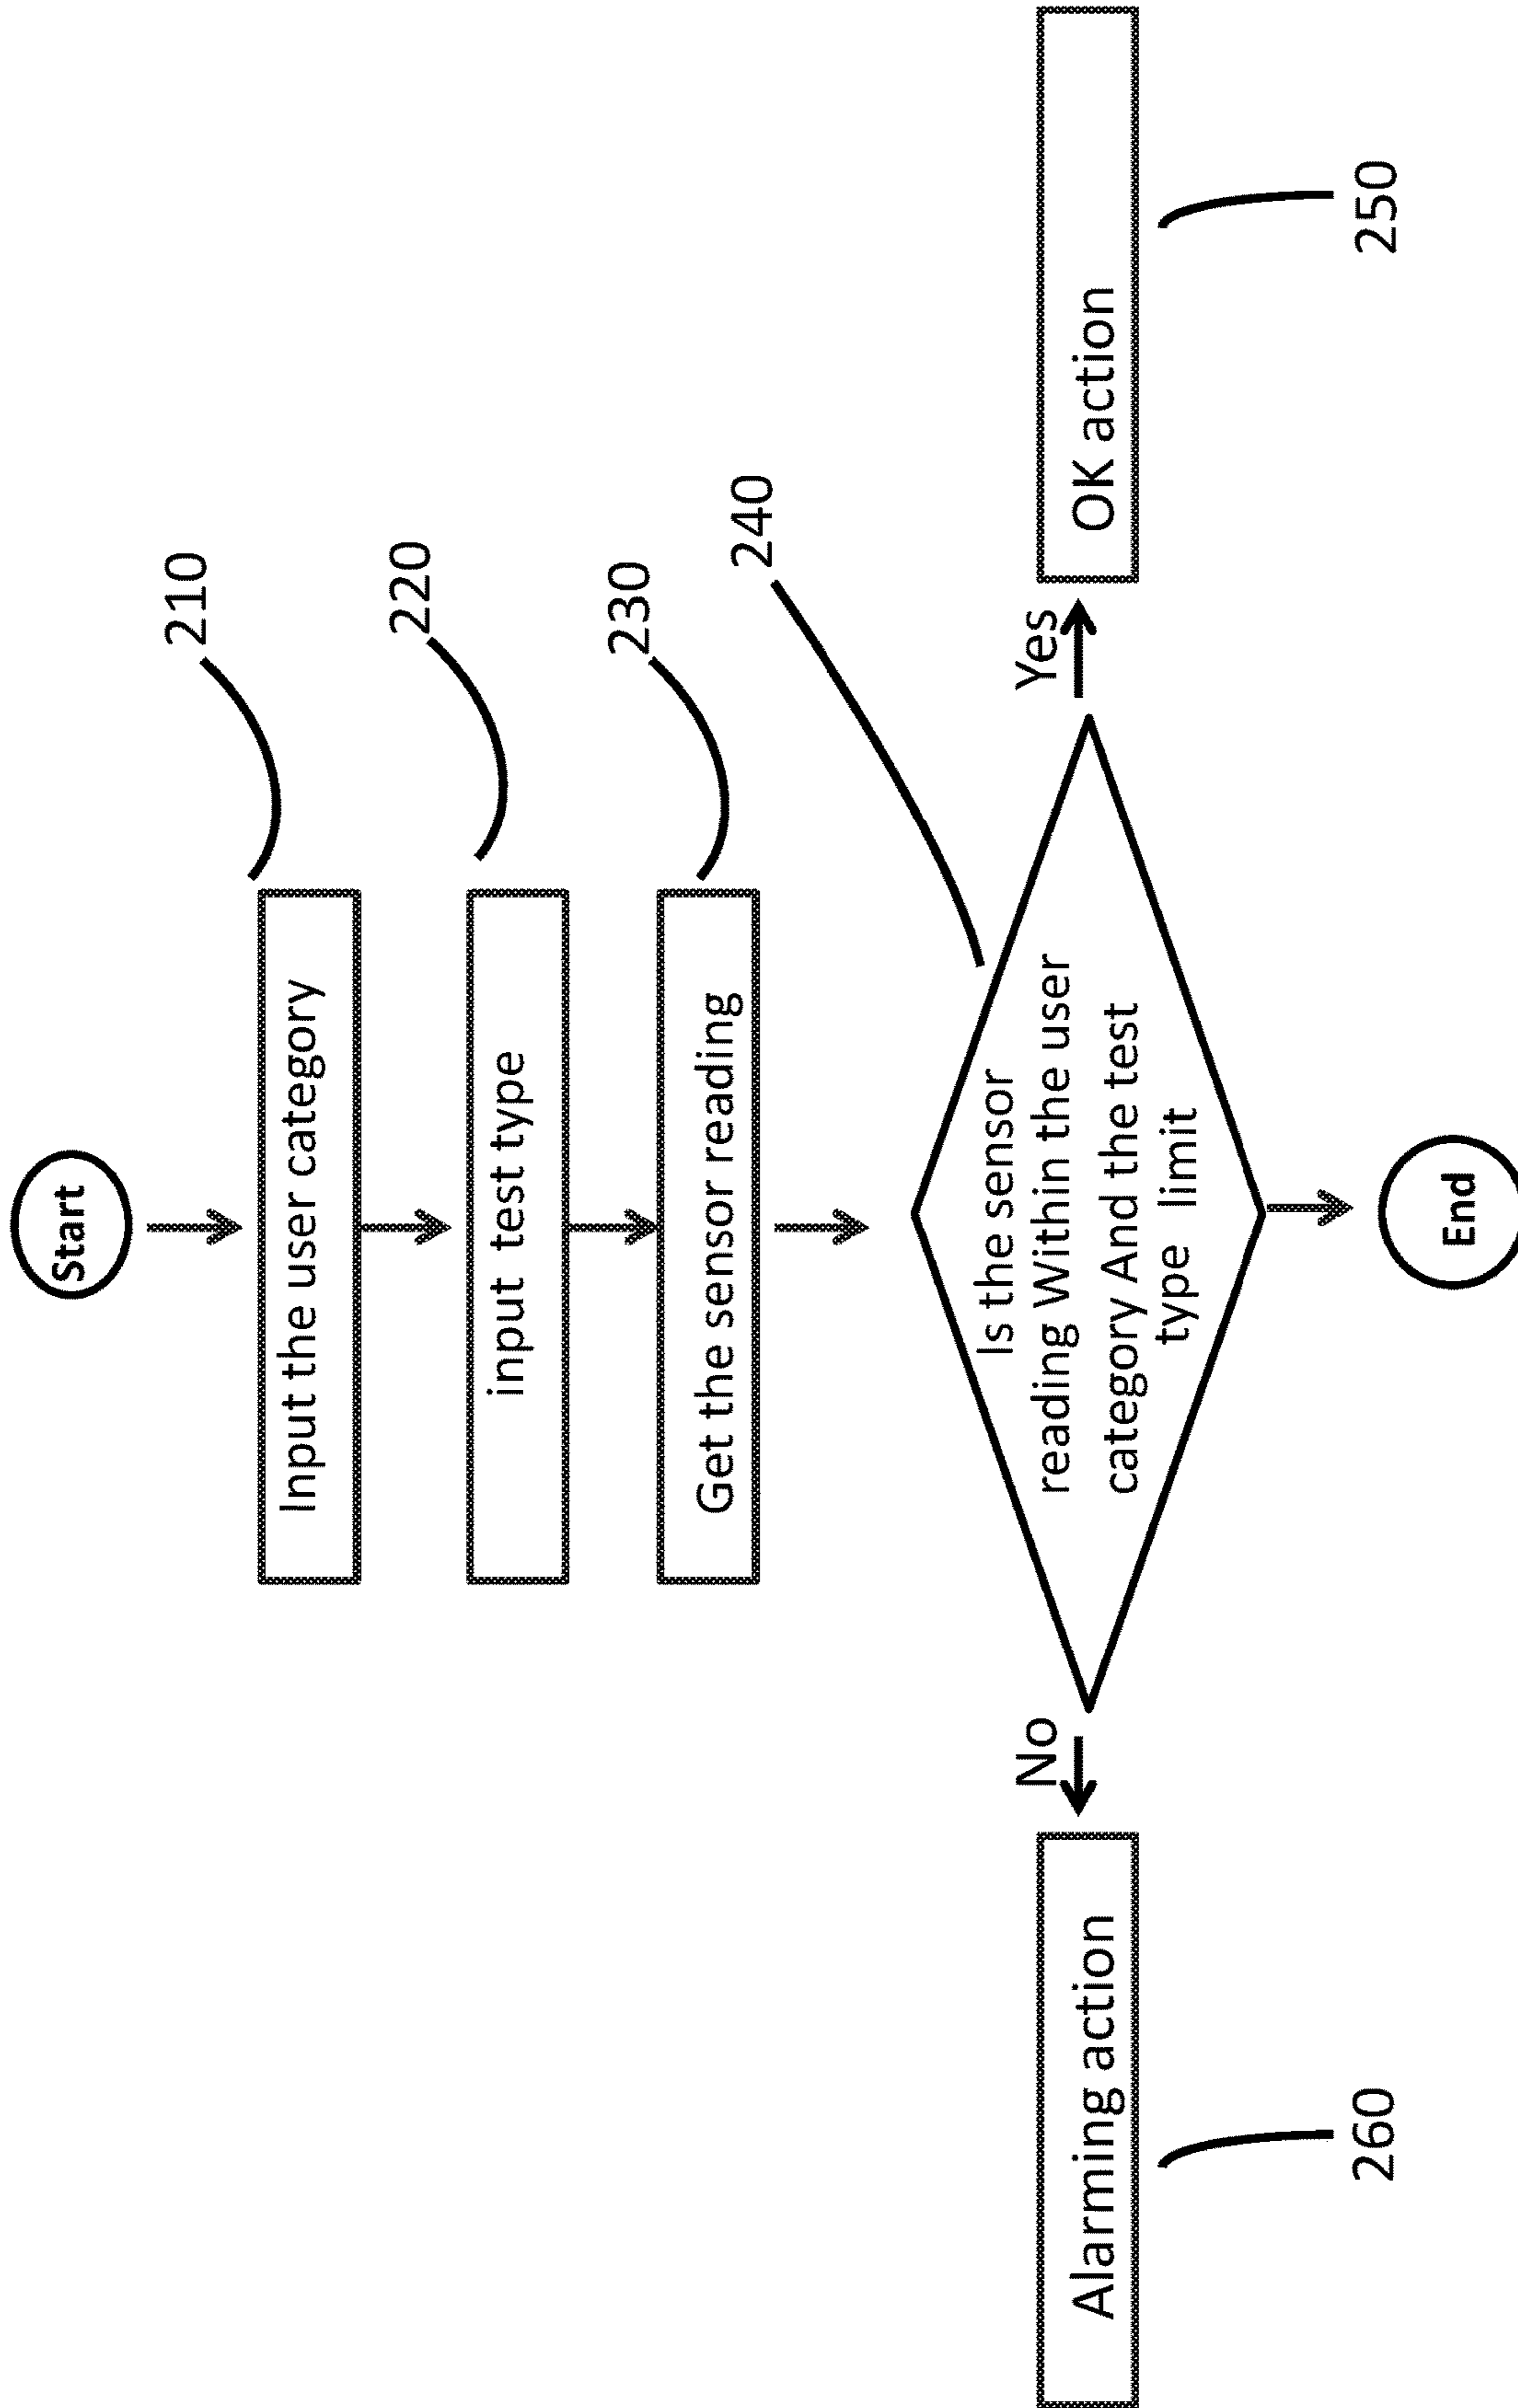 Start
Input the user category
210
input test type
220
Get the sensor reading
230
240
Is the sensor
reading Within the user
category And the test
type limit
No
Yes
Alarming action
OK action
260
250
End